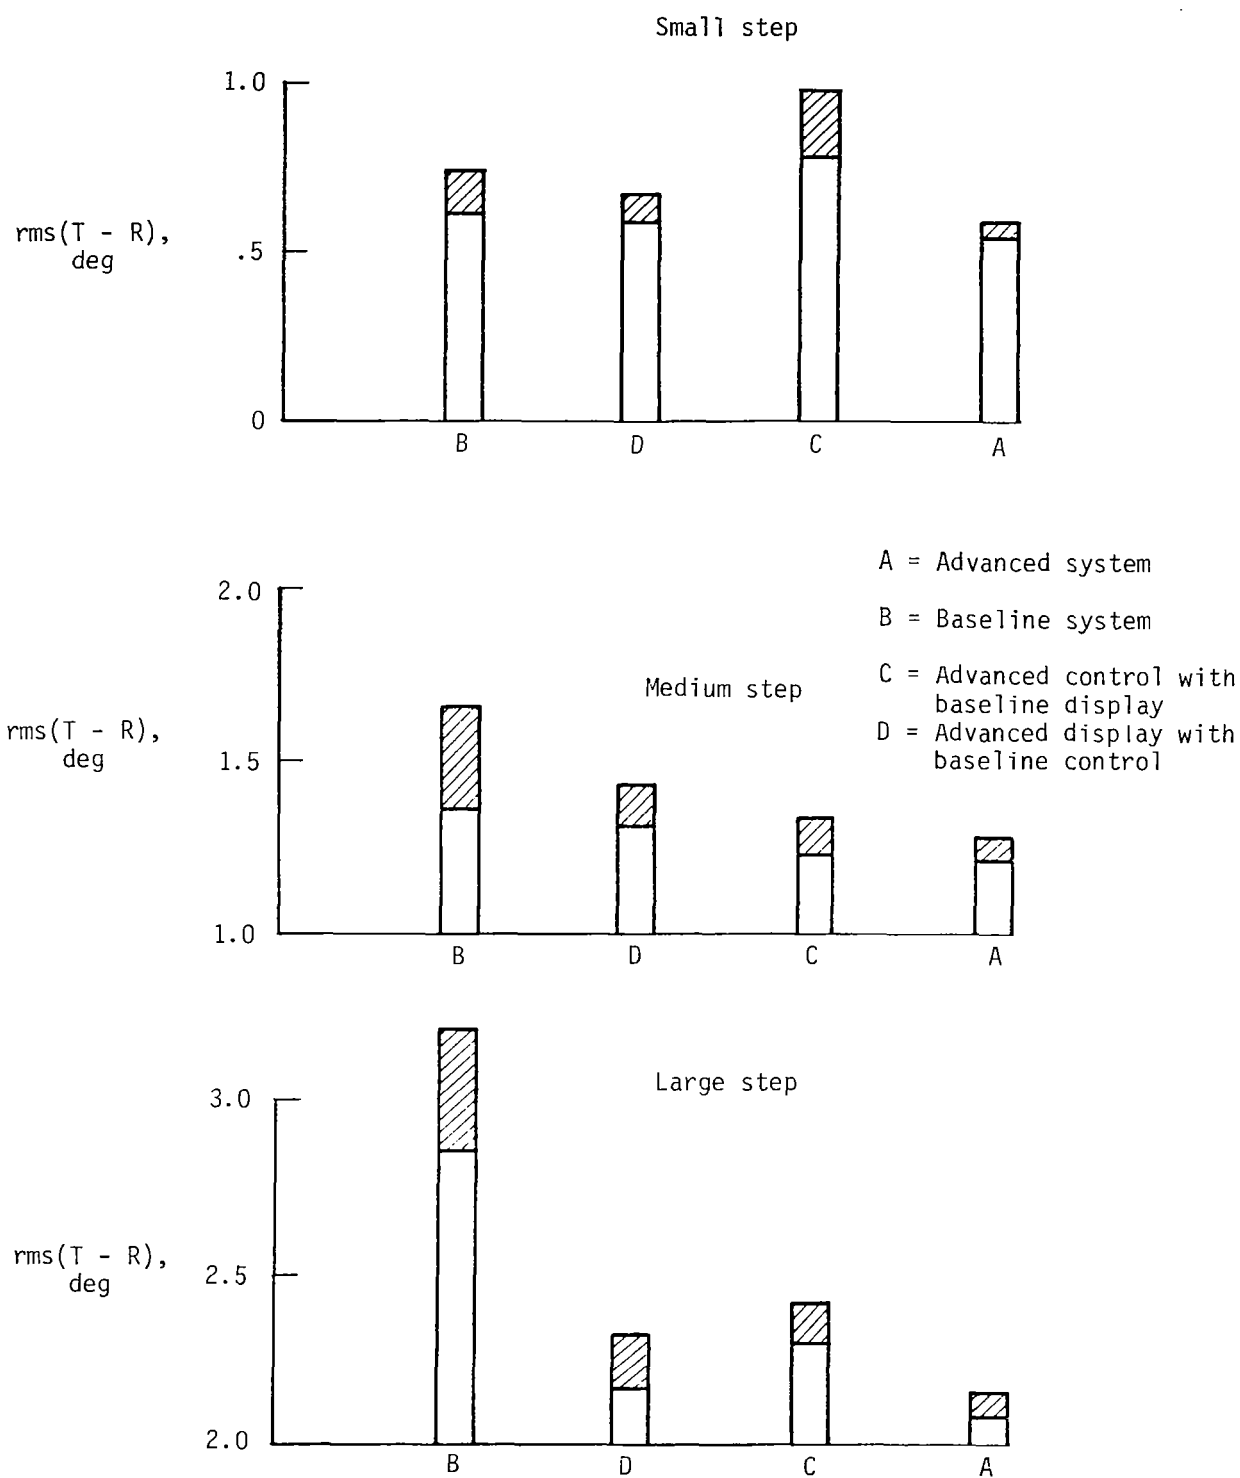 Small step
1.0
rms(T - R),
deg
.5
0
B D C A
A = Advanced system
B = Baseline system
C = Advanced control with
baseline display
D = Advanced display with
baseline control
2.0
Medium step
rms(T - R),
deg
1.5
1.0
B D C A
Large step
3.0
rms(T - R),
deg
2.5
2.0
B D C A